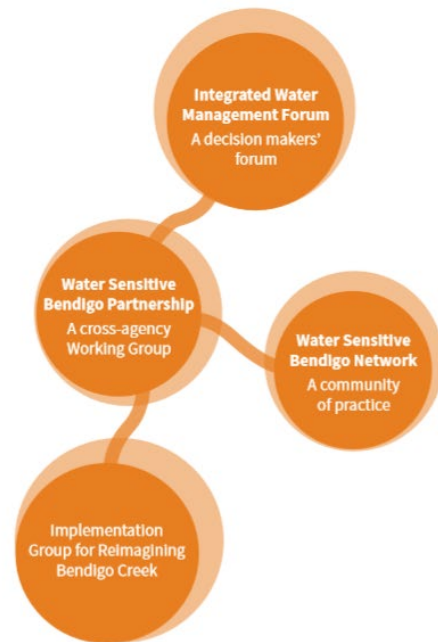 Integrated Water
Management Forum
A decision makers'
forum
Water Sensitive
Bendigo Partnership
A cross-agency
Working Group
Water Sensitive
Bendigo Network
A community
of practice
Implementation
Group for Reimagining
Bendigo Creek